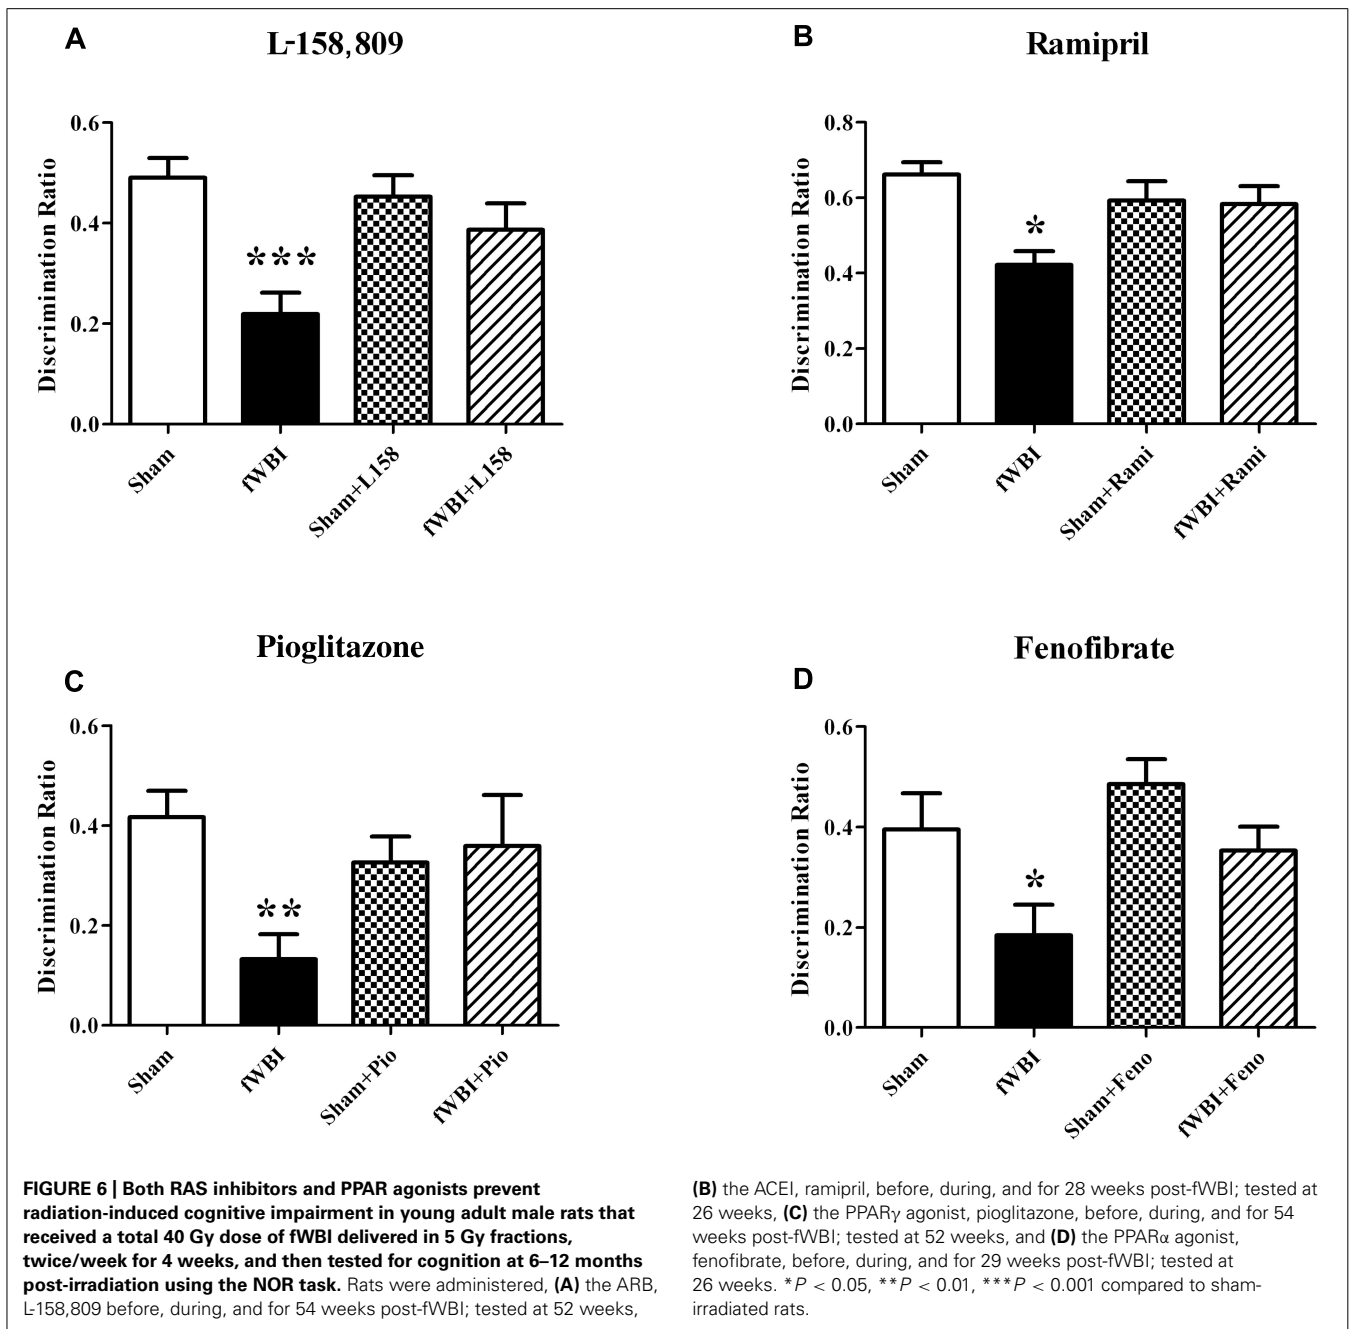 A
L-158,809
Discrimination Ratio
0.6
0.4
0.2
0.0
***
Sham
fWBI
Sham+L158
fWBI+L158
B
Ramipril
Discrimination Ratio
0.8
0.6
0.4
0.2
0.0
*
Sham
fWBI
Sham+Rami
fWBI+Rami
C
Pioglitazone
Discrimination Ratio
0.6
0.4
0.2
0.0
**
Sham
fWBI
Sham+Pio
fWBI+Pio
D
Fenofibrate
Discrimination Ratio
0.6
0.4
0.2
0.0
*
Sham
fWBI
Sham+Feno
fWBI+Feno
FIGURE 6 | Both RAS inhibitors and PPAR agonists prevent
radiation-induced cognitive impairment in young adult male rats that
received a total 40 Gy dose of fWBI delivered in 5 Gy fractions,
twice/week for 4 weeks, and then tested for cognition at 6–12 months
post-irradiation using the NOR task. Rats were administered, (A) the ARB,
L-158,809 before, during, and for 54 weeks post-fWBI; tested at 52 weeks,
(B) the ACEI, ramipril, before, during, and for 28 weeks post-fWBI; tested at
26 weeks, (C) the PPARγ agonist, pioglitazone, before, during, and for 54
weeks post-fWBI; tested at 52 weeks, and (D) the PPARα agonist,
fenofibrate, before, during, and for 29 weeks post-fWBI; tested at
26 weeks. *P < 0.05, **P < 0.01, ***P < 0.001 compared to sham-
irradiated rats.